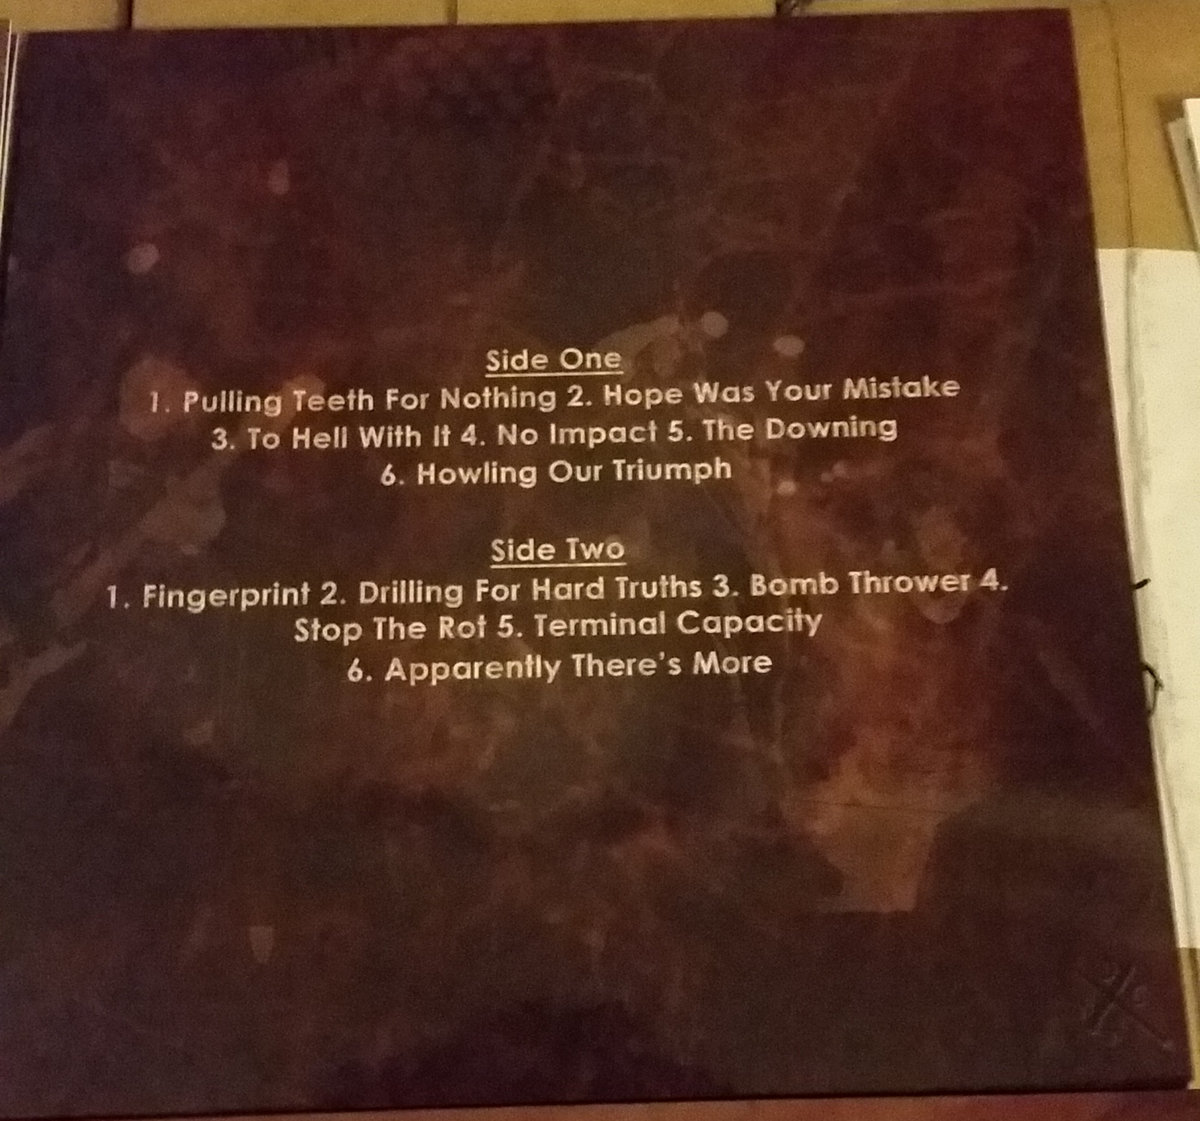 Side One
1. Pulling Teeth For Nothing 2. Hope Was Your Mistake
3. To Hell With It 4. No Impact 5. The Downing
6. Howling Our Triumph
Side Two
1. Fingerprint 2. Drilling For Hard Truths 3. Bomb Thrower 4.
Stop The Rot 5. Terminal Capacity
6. Apparently There's More